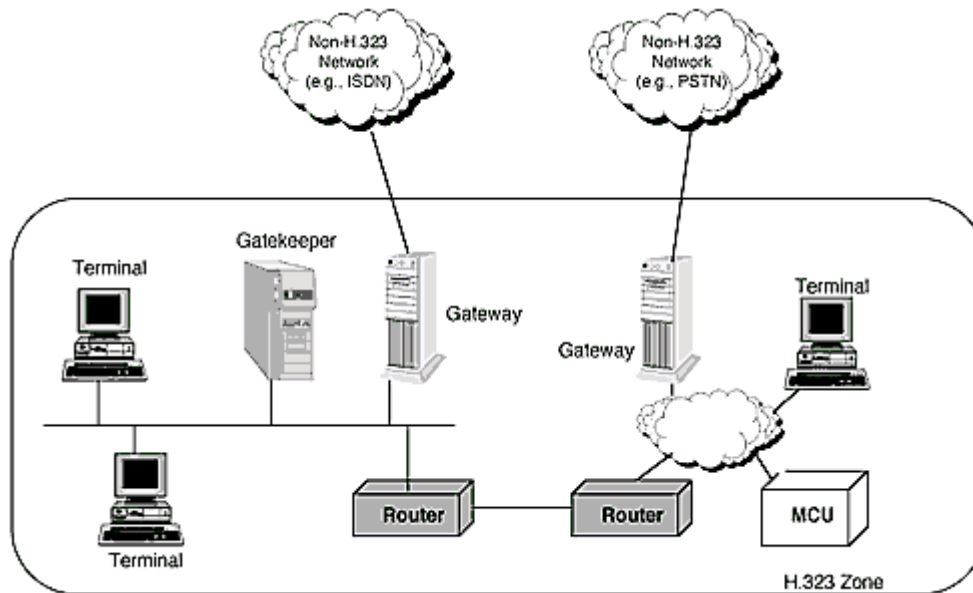 Non-H.323
Network
(e.g., ISDN)
Non-H.323
Network
(e.g., PSTN)
Gatekeeper
Terminal
Gateway
Terminal
Gateway
Router
Router
MCU
Terminal
H.323 Zone